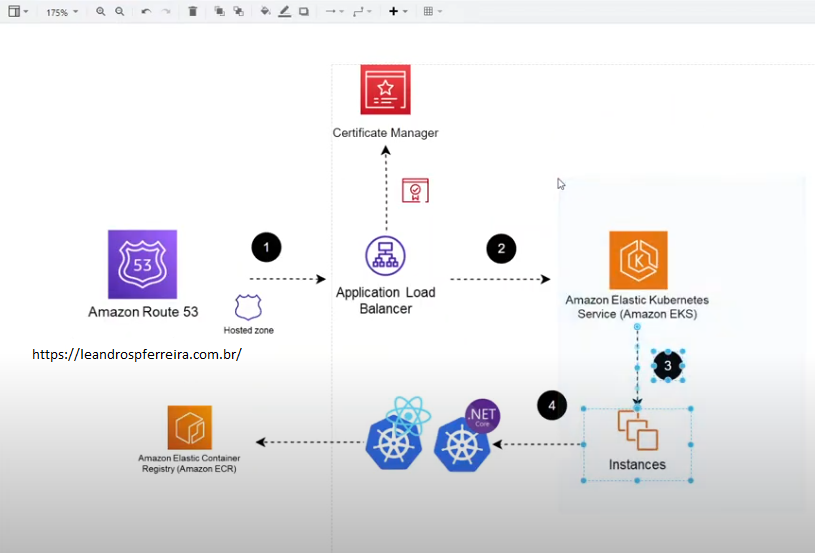 175%
Certificate Manager
1
2
53
Amazon Route 53
Hosted zone
Application Load
Balancer
K
Amazon Elastic Kubernetes
Service (Amazon EKS)
https://leandrospferreira.com.br/
3
4
.NET
Core
Amazon Elastic Container
Registry (Amazon ECR)
Instances